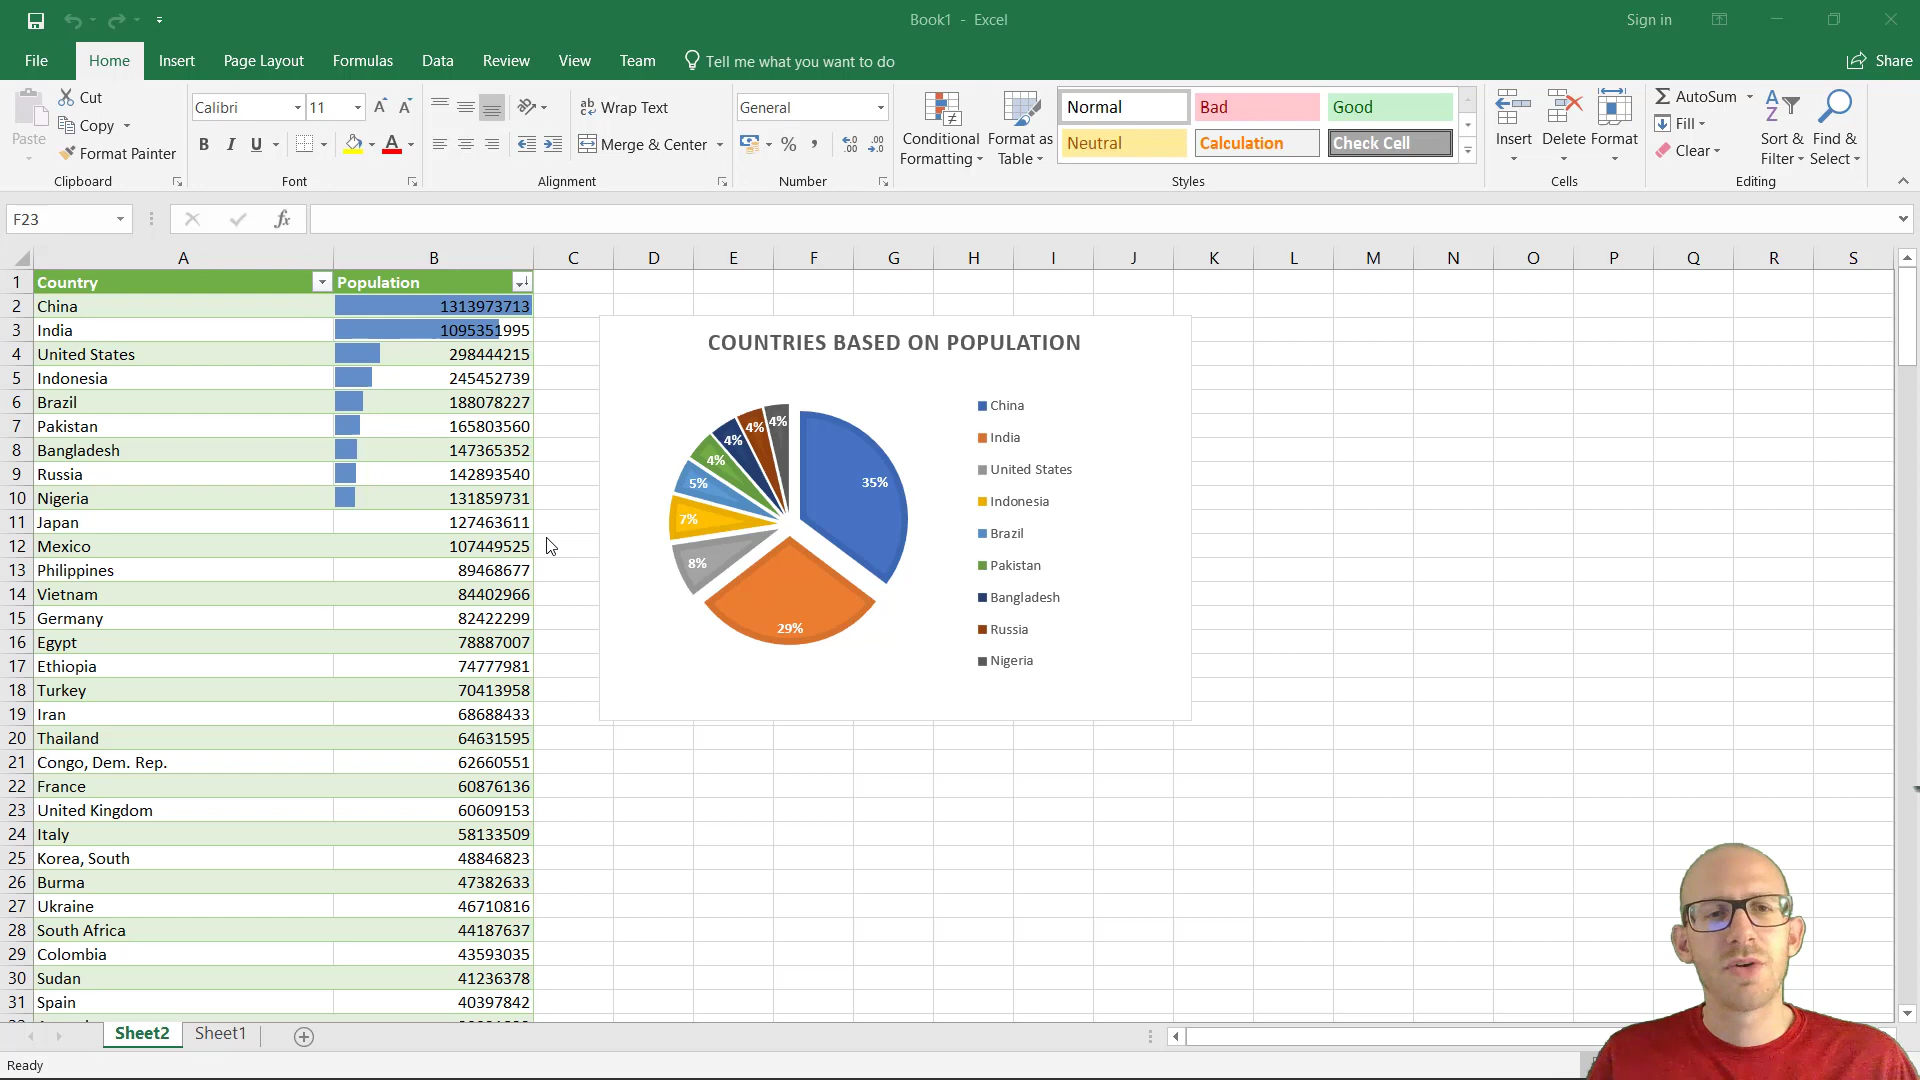 Book1 - Excel
Sign in
File Home Insert Page Layout Formulas Data Review View Team Tell me what you want to do Share
Paste
Cut
Copy
Format Painter
Clipboard
Calibri 11
B I U
Font
Wrap Text
Merge & Center
Alignment
General
Number
Conditional Formatting
Format as Table
Normal Bad Good
Neutral Calculation Check Cell
Styles
Insert Delete Format
Cells
AutoSum
Fill
Clear
Sort & Filter
Find & Select
Editing
F23
fx
A B C D E F G H I J K L M N O P Q R S
1 Country Population
2 China 1313973713
3 India 1095351995
4 United States 298444215
5 Indonesia 245452739
6 Brazil 188078227
7 Pakistan 165803560
8 Bangladesh 147365352
9 Russia 142893540
10 Nigeria 131859731
11 Japan 127463611
12 Mexico 107449525
13 Philippines 89468677
14 Vietnam 84402966
15 Germany 82422299
16 Egypt 78887007
17 Ethiopia 74777981
18 Turkey 70413958
19 Iran 68688433
20 Thailand 64631595
21 Congo, Dem. Rep. 62660551
22 France 60876136
23 United Kingdom 60609153
24 Italy 58133509
25 Korea, South 48846823
26 Burma 47382633
27 Ukraine 46710816
28 South Africa 44187637
29 Colombia 43593035
30 Sudan 41236378
31 Spain 40397842
COUNTRIES BASED ON POPULATION
35%
29%
8%
7%
5%
4%
4%
4%
4%
China
India
United States
Indonesia
Brazil
Pakistan
Bangladesh
Russia
Nigeria
Sheet2 Sheet1
Ready